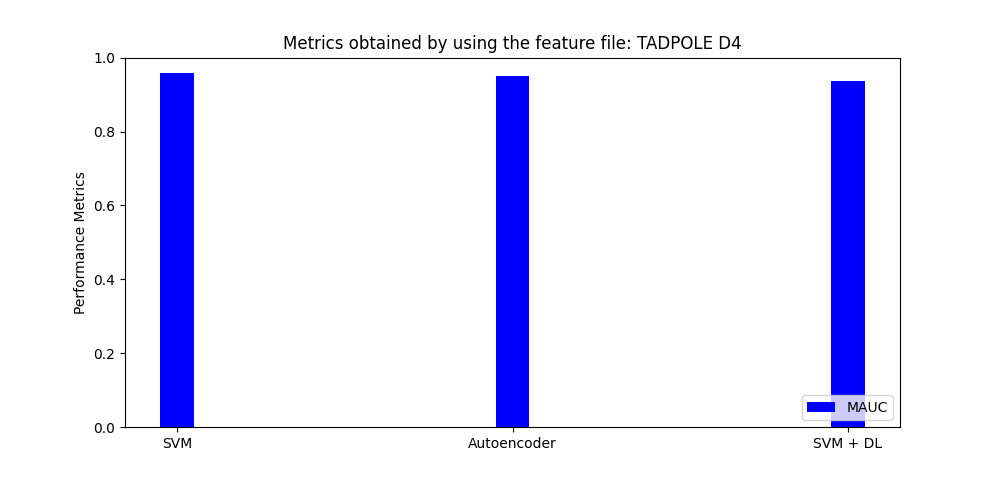 Metrics obtained by using the feature file: TADPOLE D4
Performance Metrics
1.0
0.8
0.6
0.4
0.2
0.0
MAUC
SVM
Autoencoder
SVM + DL